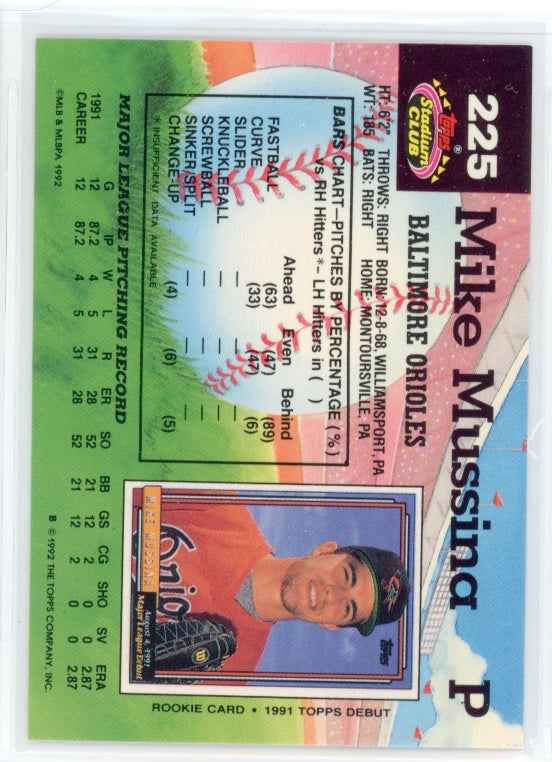 225 Mike Mussina P
Topps®
Stadium
CLUB
BALTIMORE ORIOLES
HT: 6'2" THROWS: RIGHT BORN: 12-8-68, WILLIAMSPORT, PA
WT: 185 BATS: RIGHT HOME: MONTOURSVILLE, PA
BARS CHART—PITCHES BY PERCENTAGE (%)
Vs RH Hitters *– LH Hitters in ( )
Ahead Even Behind
FASTBALL (63) (47) (89)
CURVE (33) (47) (6)
SLIDER — — —
KNUCKLEBALL — — —
SCREWBALL — — —
SINKER/SPLIT — — —
CHANGE-UP (4) (6) (5)
* INSUFFICIENT DATA AVAILABLE
TOPPS
Orio
W
MIKE MUSSINA
August 4, 1991
Major League Debut
ROOKIE CARD • 1991 TOPPS DEBUT
MAJOR LEAGUE PITCHING RECORD
G IP W L R ER SO BB GS CG SHO SV ERA
1991 12 87.2 4 5 31 28 52 21 12 2 0 0 2.87
CAREER 12 87.2 4 5 31 28 52 21 12 2 0 0 2.87
©MLB & MLBPA 1992
B © 1992 THE TOPPS COMPANY, INC.